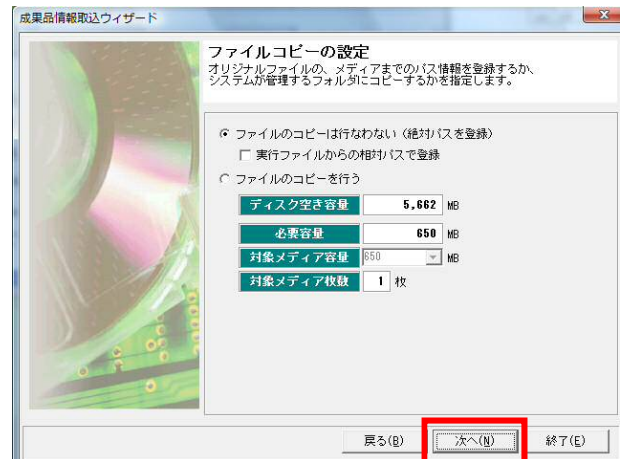 成果品情報取込ウィザード
ファイルコピーの設定
オリジナルファイルの、メディアまでのパス情報を登録するか、
システムが管理するフォルダにコピーするかを指定します。
ファイルのコピーは行なわない（絶対パスを登録）
実行ファイルからの相対パスで登録
ファイルのコピーを行う
ディスク空き容量 5,662 MB
必要容量 650 MB
対象メディア容量 650 MB
対象メディア枚数 1 枚
戻る(B) 次へ(N) 終了(E)